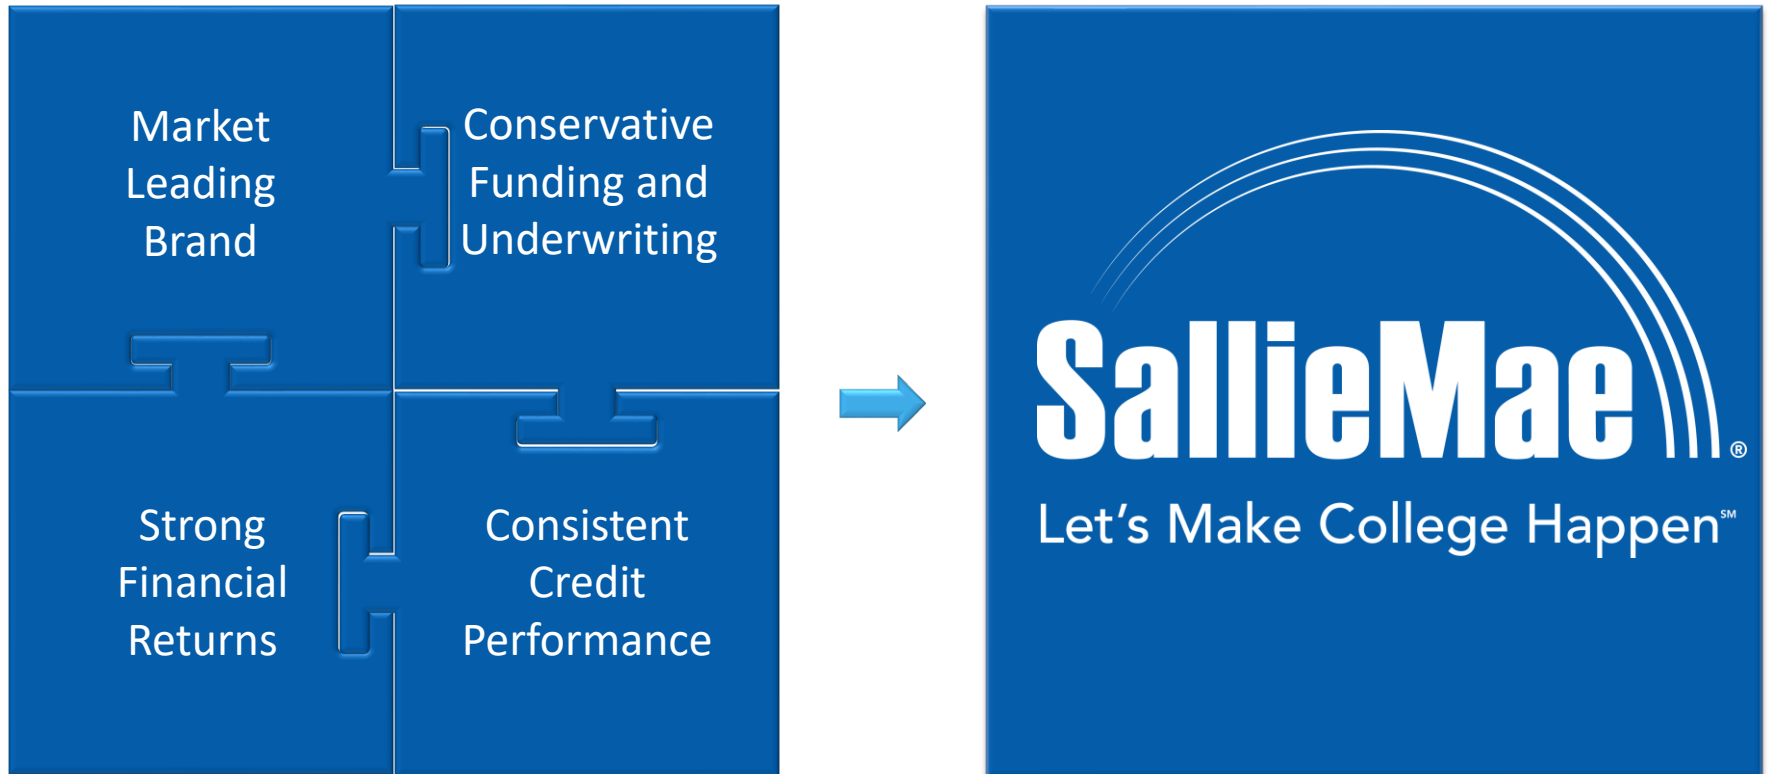 Market
Leading
Brand
Conservative
Funding and
Underwriting
Strong
Financial
Returns
Consistent
Credit
Performance
SallieMae®
Let's Make College Happen℠